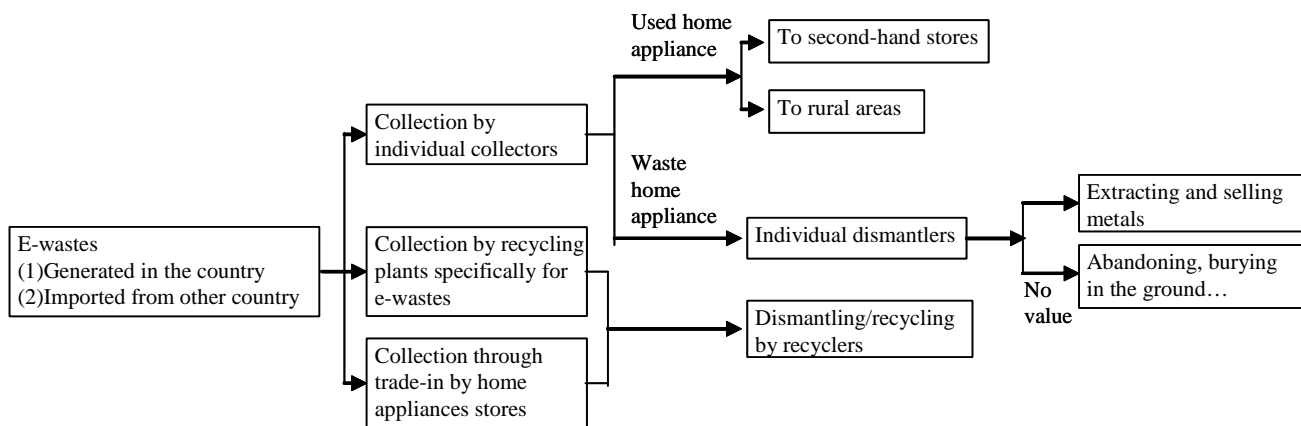 Used home
appliance
To second-hand stores
To rural areas
Collection by
individual collectors
Waste
home
appliance
Extracting and selling
metals
E-wastes
(1)Generated in the country
(2)Imported from other country
Collection by recycling
plants specifically for
e-wastes
Individual dismantlers
Abandoning, burying
in the ground…
No
value
Dismantling/recycling
by recyclers
Collection through
trade-in by home
appliances stores